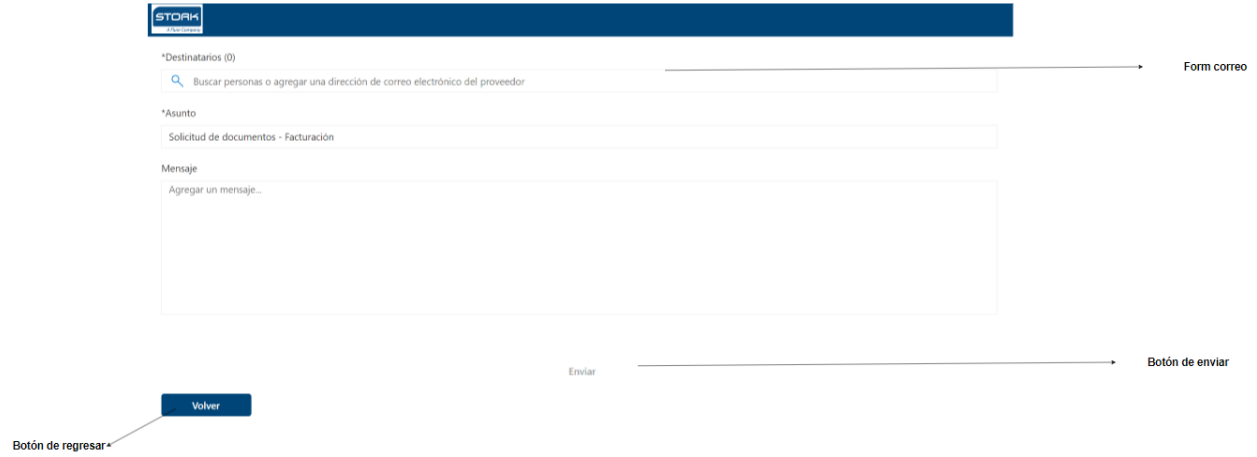 STORK
A Fluor Company
*Destinatarios (0)
Buscar personas o agregar una dirección de correo electrónico del proveedor
Form correo
*Asunto
Solicitud de documentos - Facturación
Mensaje
Agregar un mensaje...
Enviar
Botón de enviar
Volver
Botón de regresar